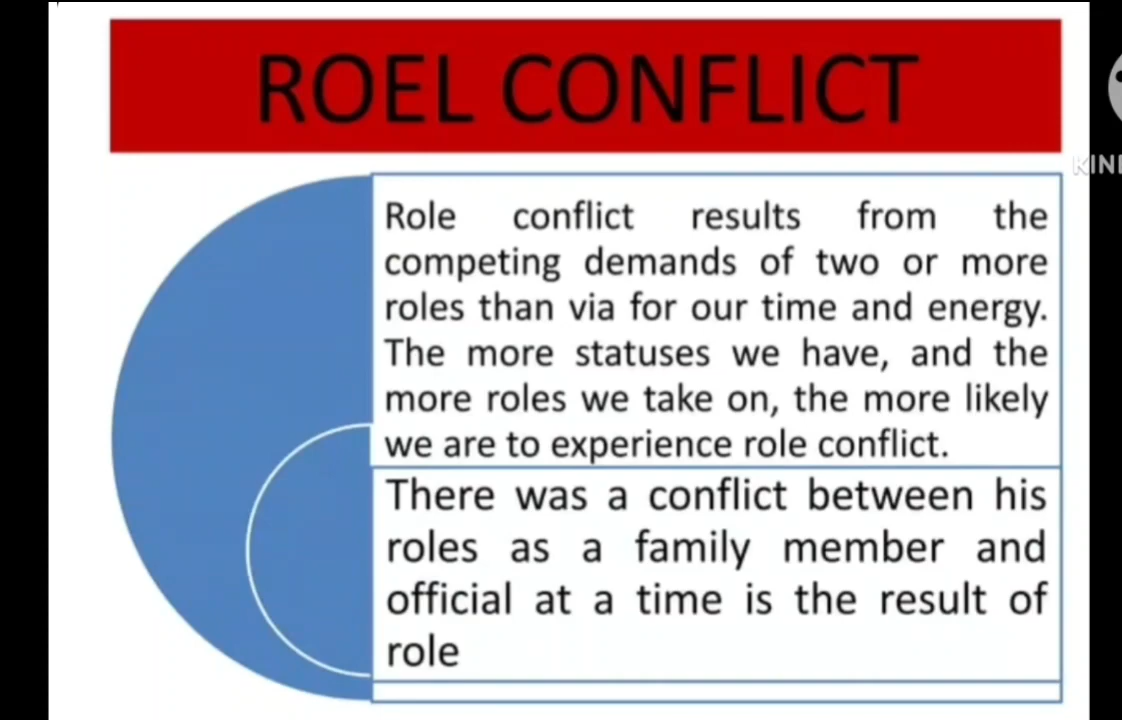 ROEL CONFLICT
KINE
Role conflict results from the
competing demands of two or more
roles than via for our time and energy.
The more statuses we have, and the
more roles we take on, the more likely
we are to experience role conflict.
There was a conflict between his
roles as a family member and
official at a time is the result of
role